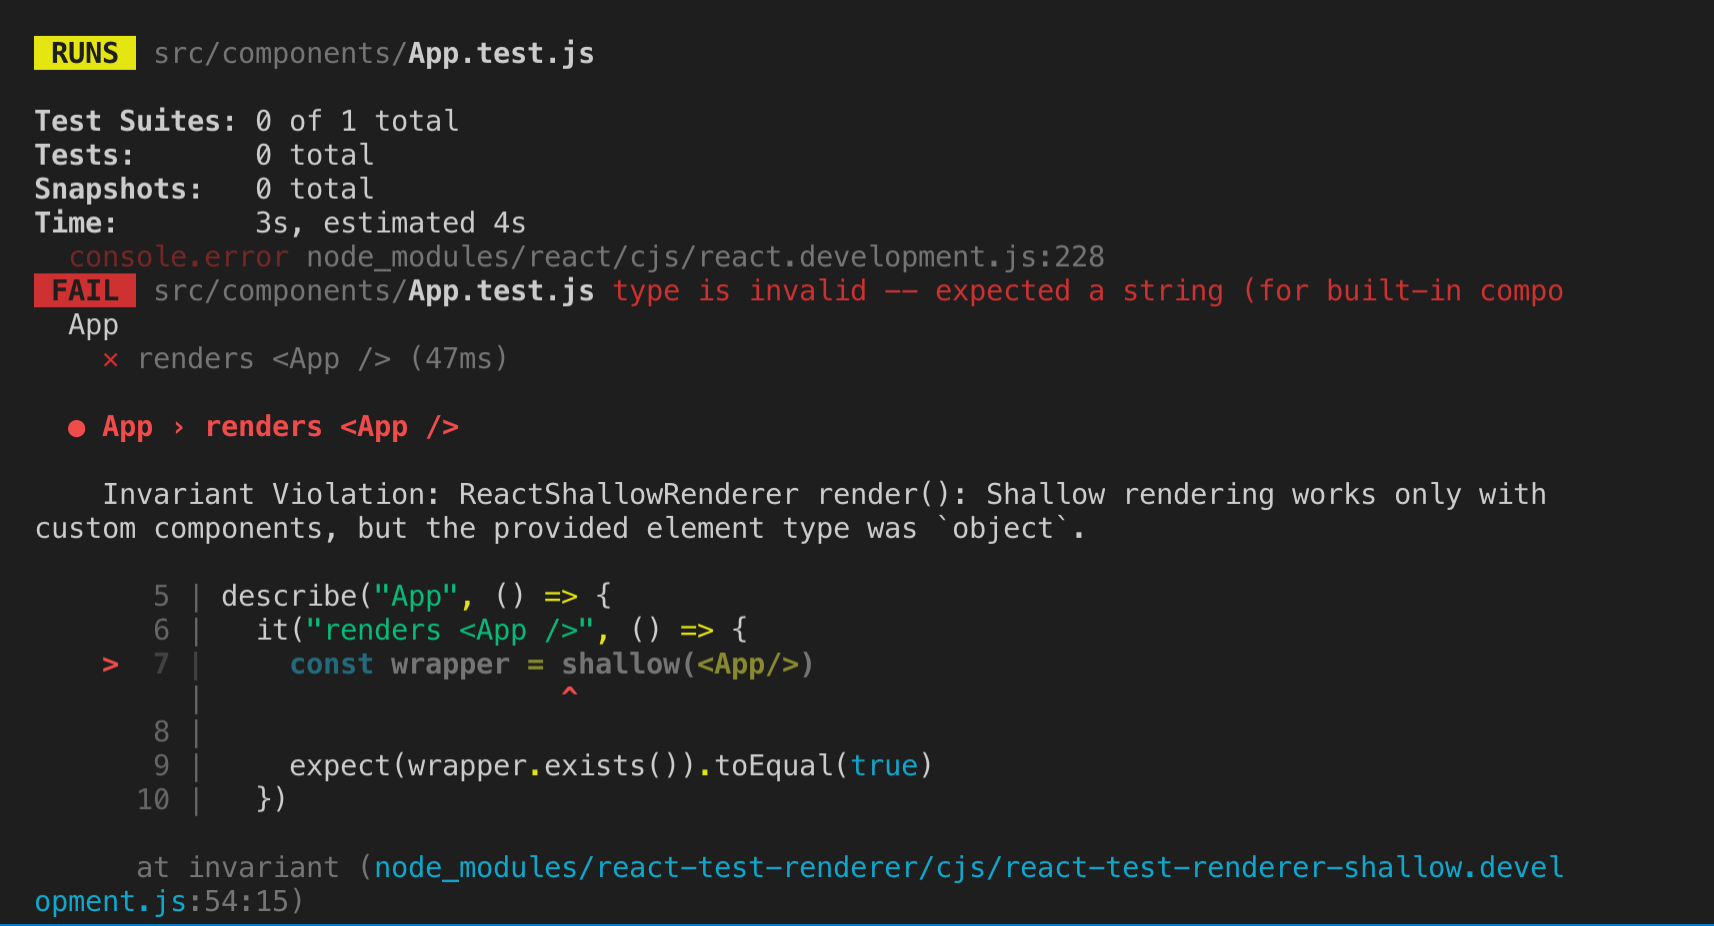 RUNS src/components/App.test.js
Test Suites: 0 of 1 total
Tests: 0 total
Snapshots: 0 total
Time: 3s, estimated 4s
console.error node_modules/react/cjs/react.development.js:228
FAIL src/components/App.test.js type is invalid -- expected a string (for built-in compo
App
× renders <App /> (47ms)
● App › renders <App />
Invariant Violation: ReactShallowRenderer render(): Shallow rendering works only with
custom components, but the provided element type was `object`.
5 | describe("App", () => {
6 | it("renders <App />", () => {
> 7 | const wrapper = shallow(<App/>)
| ^
8 |
9 | expect(wrapper.exists()).toEqual(true)
10 | })
at invariant (node_modules/react-test-renderer/cjs/react-test-renderer-shallow.devel
opment.js:54:15)